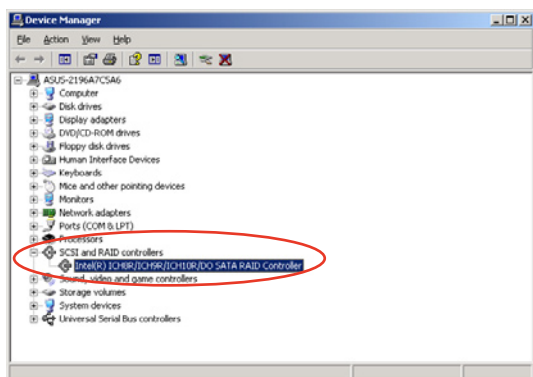 Device Manager
File Action View Help
ASUS-2196A7C5A6
Computer
Disk drives
Display adapters
DVD/CD-ROM drives
Floppy disk drives
Human Interface Devices
Keyboards
Mice and other pointing devices
Monitors
Network adapters
Ports (COM & LPT)
Processors
SCSI and RAID controllers
Intel(R) ICH8R/ICH9R/ICH10R/DO SATA RAID Controller
Sound, video and game controllers
Storage volumes
System devices
Universal Serial Bus controllers